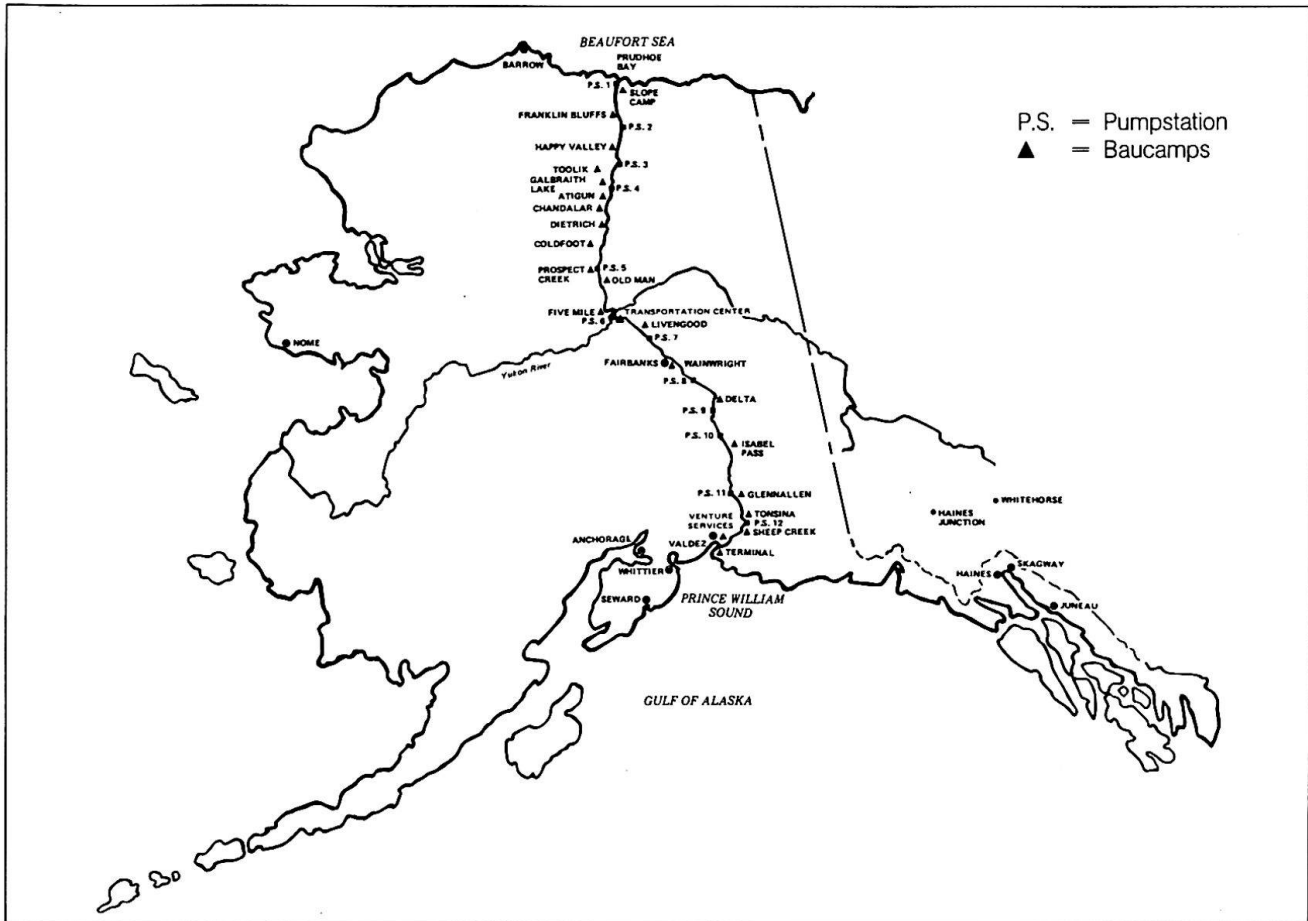 BEAUFORT SEA
PRUDHOE
BAY
BARROW
P.S. 1
SLOPE
CAMP
P.S. = Pumpstation
▲ = Baucamps
FRANKLIN BLUFFS
P.S. 2
HAPPY VALLEY
P.S. 3
TOOLIK
GALBRAITH
LAKE
P.S. 4
ATIGUN
CHANDALAR
DIETRICH
COLDFOOT
PROSPECT
CREEK
P.S. 5
OLD MAN
FIVE MILE
TRANSPORTATION CENTER
P.S. 6
LIVENGOOD
P.S. 7
NOME
Yukon River
FAIRBANKS
WAINWRIGHT
P.S. 8
DELTA
P.S. 9
P.S. 10
ISABEL
PASS
P.S. 11
GLENNALLEN
WHITEHORSE
HAINES
JUNCTION
TONSINA
VENTURE
SERVICES
P.S. 12
SHEEP CREEK
ANCHORAGE
VALDEZ
TERMINAL
WHITTIER
SKAGWAY
HAINES
SEWARD
PRINCE WILLIAM
SOUND
JUNEAU
GULF OF ALASKA